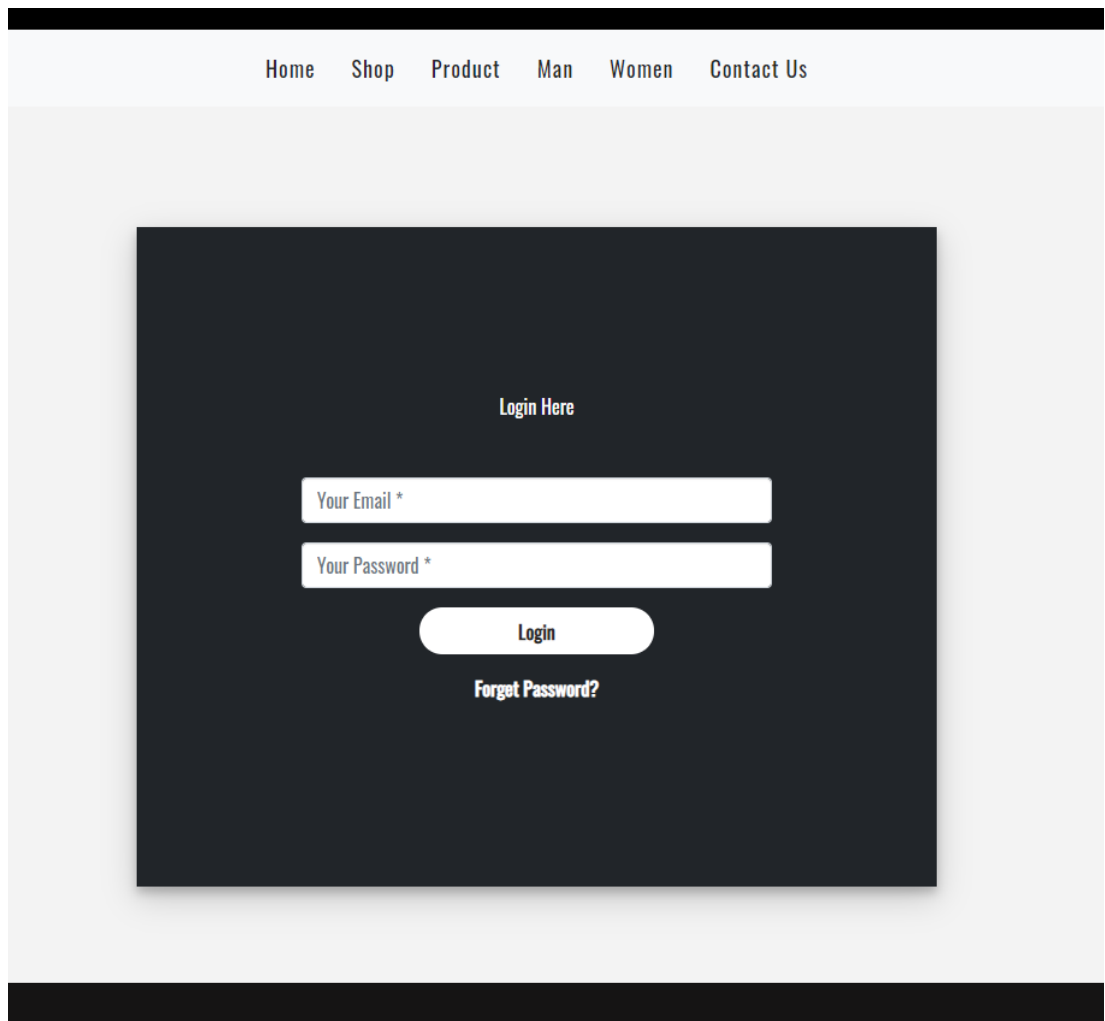 Home Shop Product Man Women Contact Us
Login Here
Your Email *
Your Password *
Login
Forget Password?